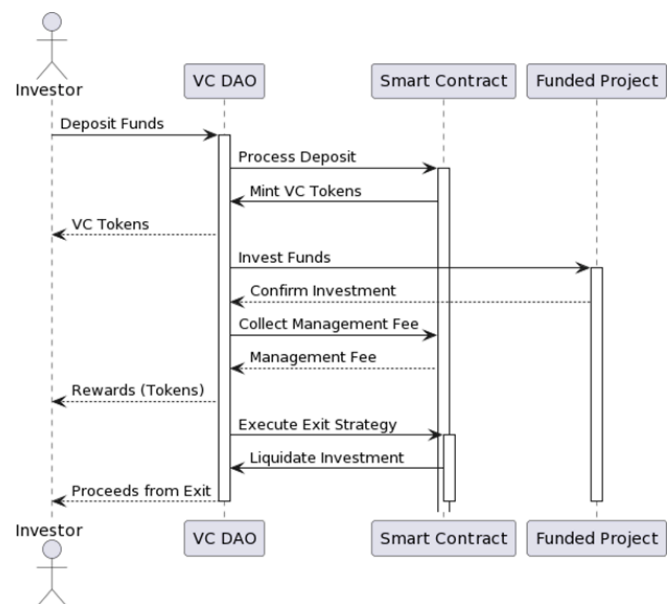 Investor
VC DAO
Smart Contract
Funded Project
Deposit Funds
Process Deposit
Mint VC Tokens
VC Tokens
Invest Funds
Confirm Investment
Collect Management Fee
Management Fee
Rewards (Tokens)
Execute Exit Strategy
Liquidate Investment
Proceeds from Exit
Investor
VC DAO
Smart Contract
Funded Project